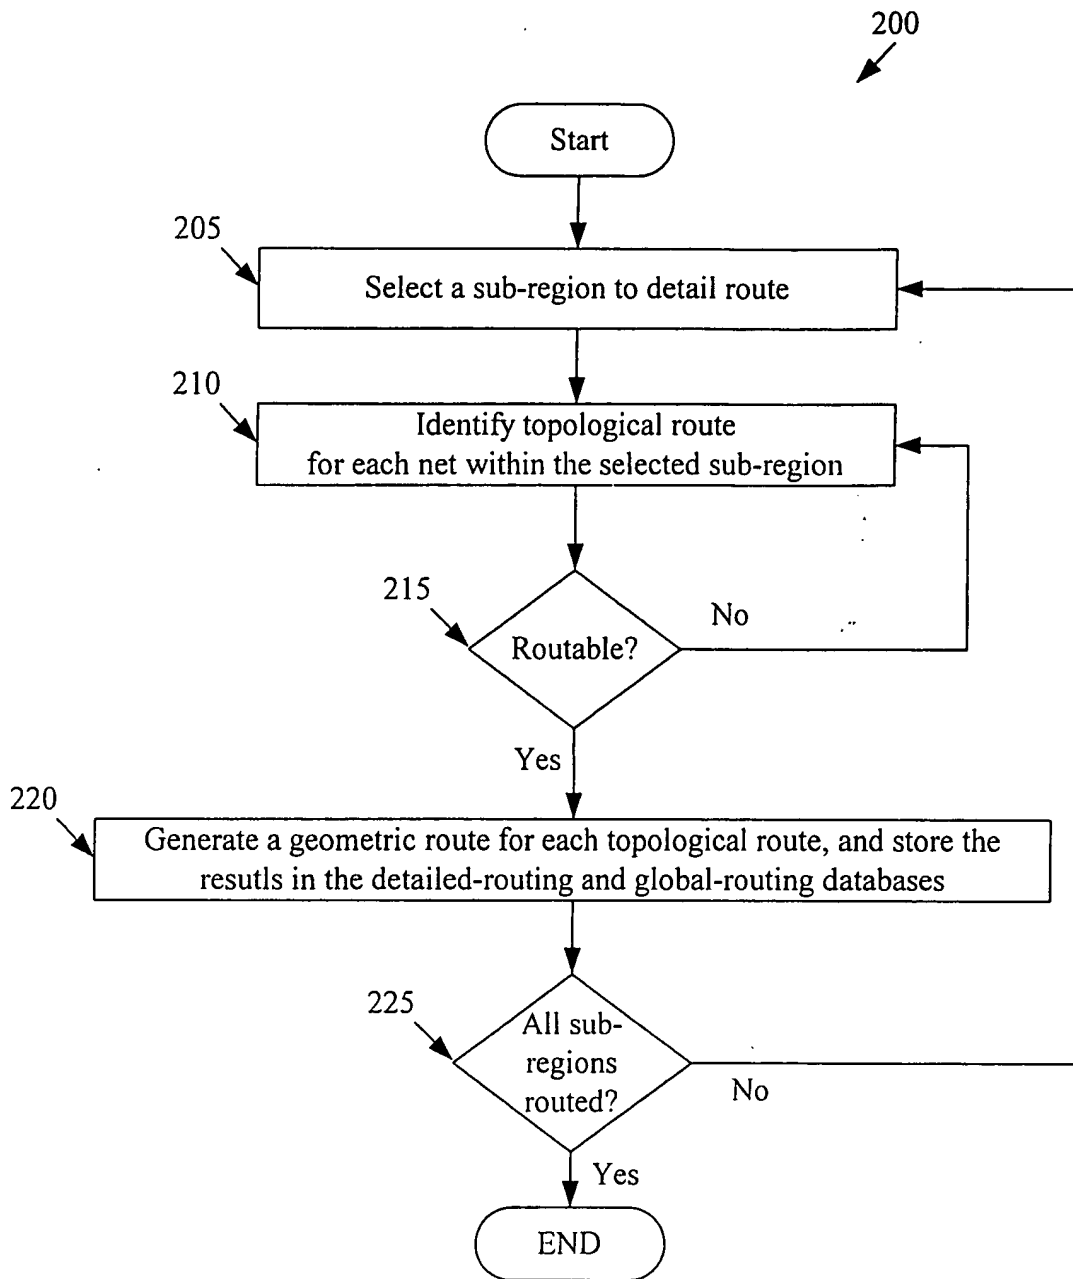 200
Start
205
Select a sub-region to detail route
210
Identify topological route
for each net within the selected sub-region
215
Routable?
No
Yes
220
Generate a geometric route for each topological route, and store the
resutls in the detailed-routing and global-routing databases
225
All sub-
regions
routed?
No
Yes
END